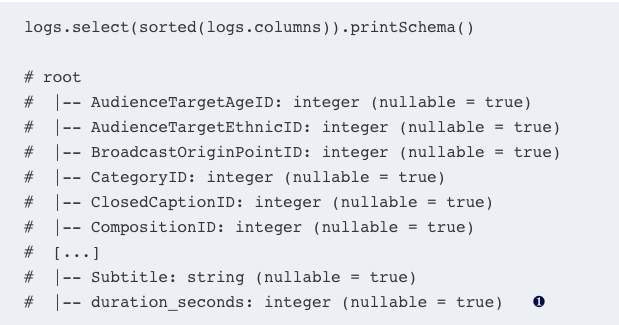 logs.select(sorted(logs.columns)).printSchema()
# root
#  |-- AudienceTargetAgeID: integer (nullable = true)
#  |-- AudienceTargetEthnicID: integer (nullable = true)
#  |-- BroadcastOriginPointID: integer (nullable = true)
#  |-- CategoryID: integer (nullable = true)
#  |-- ClosedCaptionID: integer (nullable = true)
#  |-- CompositionID: integer (nullable = true)
#  [...]
#  |-- Subtitle: string (nullable = true)
#  |-- duration_seconds: integer (nullable = true)   ❶